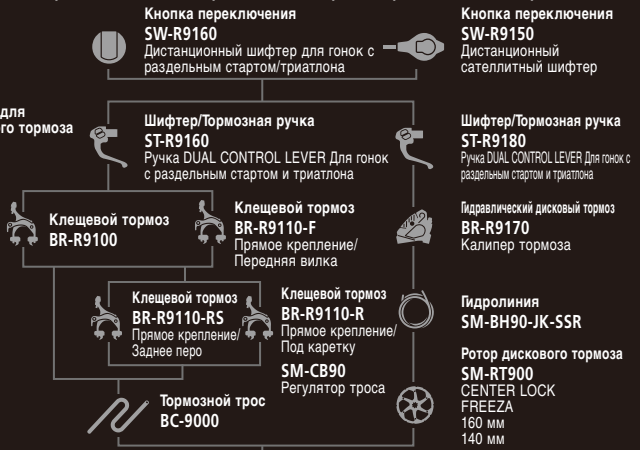 Кнопка переключения
SW-R9160
Дистанционный шифтер для гонок с
раздельным стартом/триатлона
Кнопка переключения
SW-R9150
Дистанционный
сателлитный шифтер
для
го тормоза
Шифтер/Тормозная ручка
ST-R9160
Ручка DUAL CONTROL LEVER Для гонок
с раздельным стартом и триатлона
Шифтер/Тормозная ручка
ST-R9180
Ручка DUAL CONTROL LEVER Для гонок с
раздельным стартом и триатлона
Клещевой тормоз
BR-R9100
Клещевой тормоз
BR-R9110-F
Прямое крепление/
Передняя вилка
Гидравлический дисковый тормоз
BR-R9170
Калипер тормоза
Клещевой тормоз
BR-R9110-RS
Прямое крепление/
Заднее перо
Клещевой тормоз
BR-R9110-R
Прямое крепление/
Под каретку
SM-CB90
Регулятор троса
Гидролиния
SM-BH90-JK-SSR
Тормозной трос
BC-9000
Ротор дискового тормоза
SM-RT900
CENTER LOCK
FREEZA
160 мм
140 мм